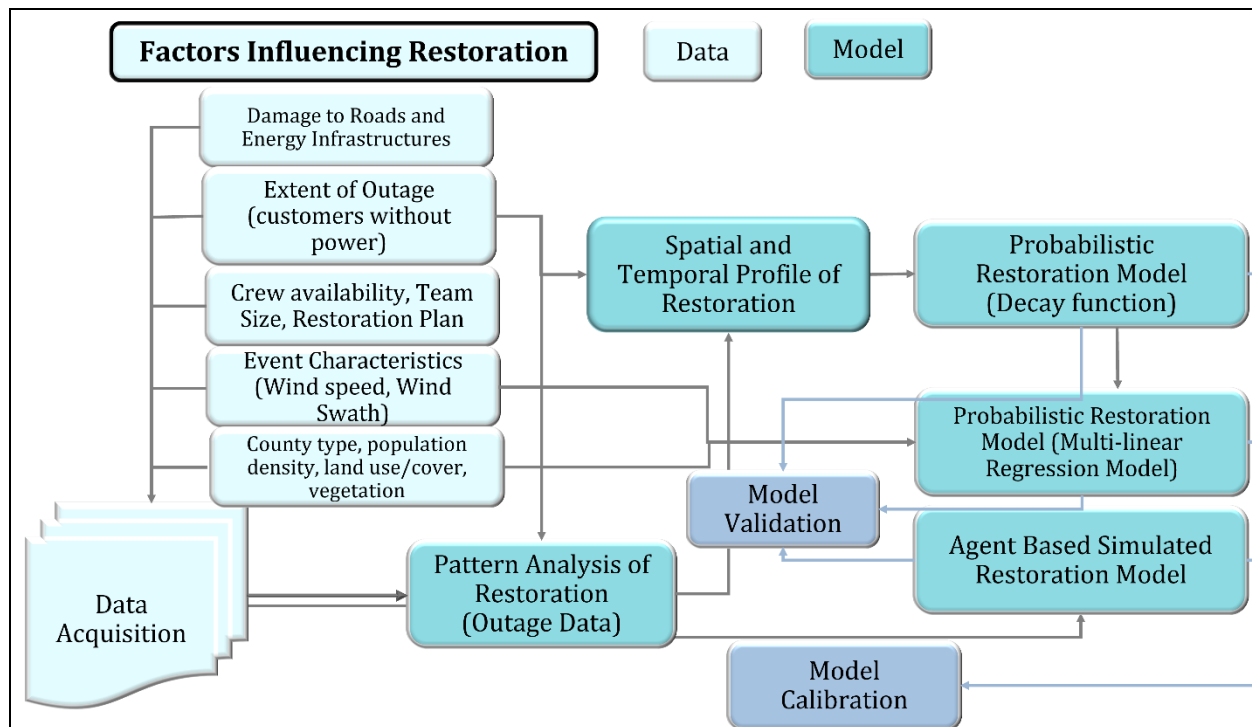 Factors Influencing Restoration
Data
Model
Damage to Roads and
Energy Infrastructures
Extent of Outage
(customers without
power)
Crew availability, Team
Size, Restoration Plan
Event Characteristics
(Wind speed, Wind
Swath)
County type, population
density, land use/cover,
vegetation
Data
Acquisition
Pattern Analysis of
Restoration
(Outage Data)
Spatial and
Temporal Profile of
Restoration
Probabilistic
Restoration Model
(Decay function)
Probabilistic Restoration
Model (Multi-linear
Regression Model)
Model
Validation
Agent Based Simulated
Restoration Model
Model
Calibration